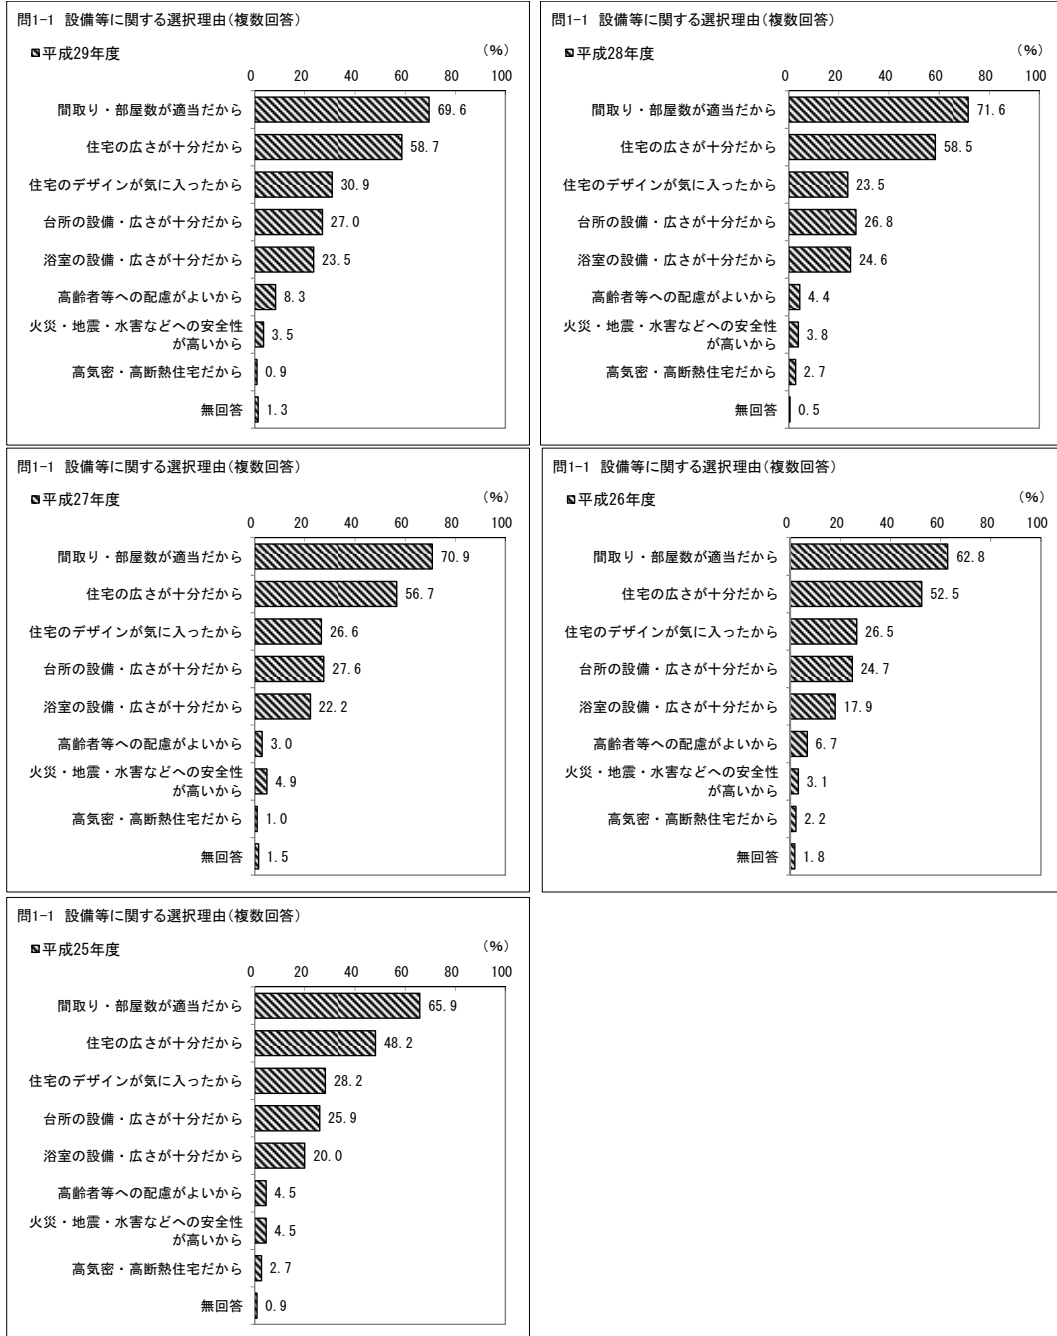 問1-1 設備等に関する選択理由(複数回答)
平成29年度
(%)
0 20 40 60 80 100
間取り・部屋数が適当だから 69.6
住宅の広さが十分だから 58.7
住宅のデザインが気に入ったから 30.9
台所の設備・広さが十分だから 27.0
浴室の設備・広さが十分だから 23.5
高齢者等への配慮がよいから 8.3
火災・地震・水害などへの安全性
が高いから 3.5
高気密・高断熱住宅だから 0.9
無回答 1.3
問1-1 設備等に関する選択理由(複数回答)
平成28年度
(%)
0 20 40 60 80 100
間取り・部屋数が適当だから 71.6
住宅の広さが十分だから 58.5
住宅のデザインが気に入ったから 23.5
台所の設備・広さが十分だから 26.8
浴室の設備・広さが十分だから 24.6
高齢者等への配慮がよいから 4.4
火災・地震・水害などへの安全性
が高いから 3.8
高気密・高断熱住宅だから 2.7
無回答 0.5
問1-1 設備等に関する選択理由(複数回答)
平成27年度
(%)
0 20 40 60 80 100
間取り・部屋数が適当だから 70.9
住宅の広さが十分だから 56.7
住宅のデザインが気に入ったから 26.6
台所の設備・広さが十分だから 27.6
浴室の設備・広さが十分だから 22.2
高齢者等への配慮がよいから 3.0
火災・地震・水害などへの安全性
が高いから 4.9
高気密・高断熱住宅だから 1.0
無回答 1.5
問1-1 設備等に関する選択理由(複数回答)
平成26年度
(%)
0 20 40 60 80 100
間取り・部屋数が適当だから 62.8
住宅の広さが十分だから 52.5
住宅のデザインが気に入ったから 26.5
台所の設備・広さが十分だから 24.7
浴室の設備・広さが十分だから 17.9
高齢者等への配慮がよいから 6.7
火災・地震・水害などへの安全性
が高いから 3.1
高気密・高断熱住宅だから 2.2
無回答 1.8
問1-1 設備等に関する選択理由(複数回答)
平成25年度
(%)
0 20 40 60 80 100
間取り・部屋数が適当だから 65.9
住宅の広さが十分だから 48.2
住宅のデザインが気に入ったから 28.2
台所の設備・広さが十分だから 25.9
浴室の設備・広さが十分だから 20.0
高齢者等への配慮がよいから 4.5
火災・地震・水害などへの安全性
が高いから 4.5
高気密・高断熱住宅だから 2.7
無回答 0.9